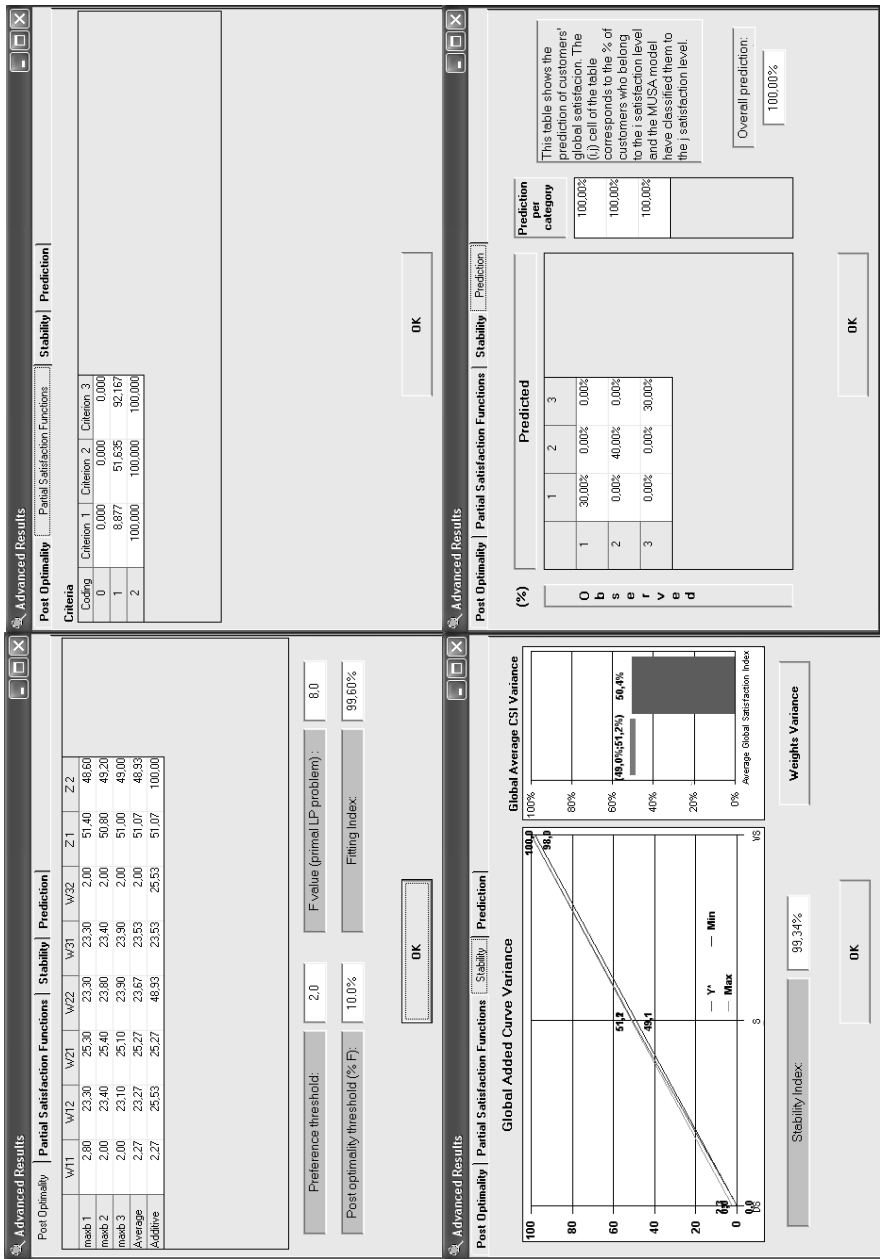 Advanced Results
Post Optimality Partial Satisfaction Functions Stability Prediction
W11 W12 W21 W22 W31 W32 Z 1 Z 2
maxb 1 2,80 23,30 25,30 23,30 23,30 2,00 51,40 48,60
maxb 2 2,00 23,40 25,40 23,80 23,40 2,00 50,80 49,20
maxb 3 2,00 23,10 25,10 23,90 23,90 2,00 51,00 49,00
Average 2,27 23,27 25,27 23,67 23,53 2,00 51,07 48,93
Additive 2,27 25,53 25,27 48,93 23,53 25,53 51,07 100,00
Preference threshold: 2,0 F value (primal LP problem) : 8,0
Post optimality threshold (% F): 10.0% Fitting Index: 99.60%
OK
Advanced Results
Post Optimality Partial Satisfaction Functions Stability Prediction
Criteria
Coding Criterion 1 Criterion 2 Criterion 3
0 0,000 0,000 0,000
1 8,877 51,635 92,167
2 100,000 100,000 100,000
OK
Advanced Results
Post Optimality Partial Satisfaction Functions Stability Prediction
Global Added Curve Variance
100
80
60
40
20
0
100,0
98,0
51,2
49,1
S
VS
Y*
Min
Max
Global Average CSI Variance
100%
80%
60%
40%
20%
0%
(49,0%;51,2%)
50,4%
Average Global Satisfaction Index
Stability Index: 99,34%
Weights Variance
OK
Advanced Results
Post Optimality Partial Satisfaction Functions Stability Prediction
(%) Predicted
Observed
1 2 3
1 30,00% 0,00% 0,00%
2 0,00% 40,00% 0,00%
3 0,00% 0,00% 30,00%
Prediction
per
category
100,00%
100,00%
100,00%
This table shows the
prediction of customers'
global satisfacion. The
(i,j) cell of the table
corresponds to the % of
customers who belong
to the i satisfaction level
and the MUSA model
have classified them to
the j satisfaction level.
Overall prediction:
100,00%
OK